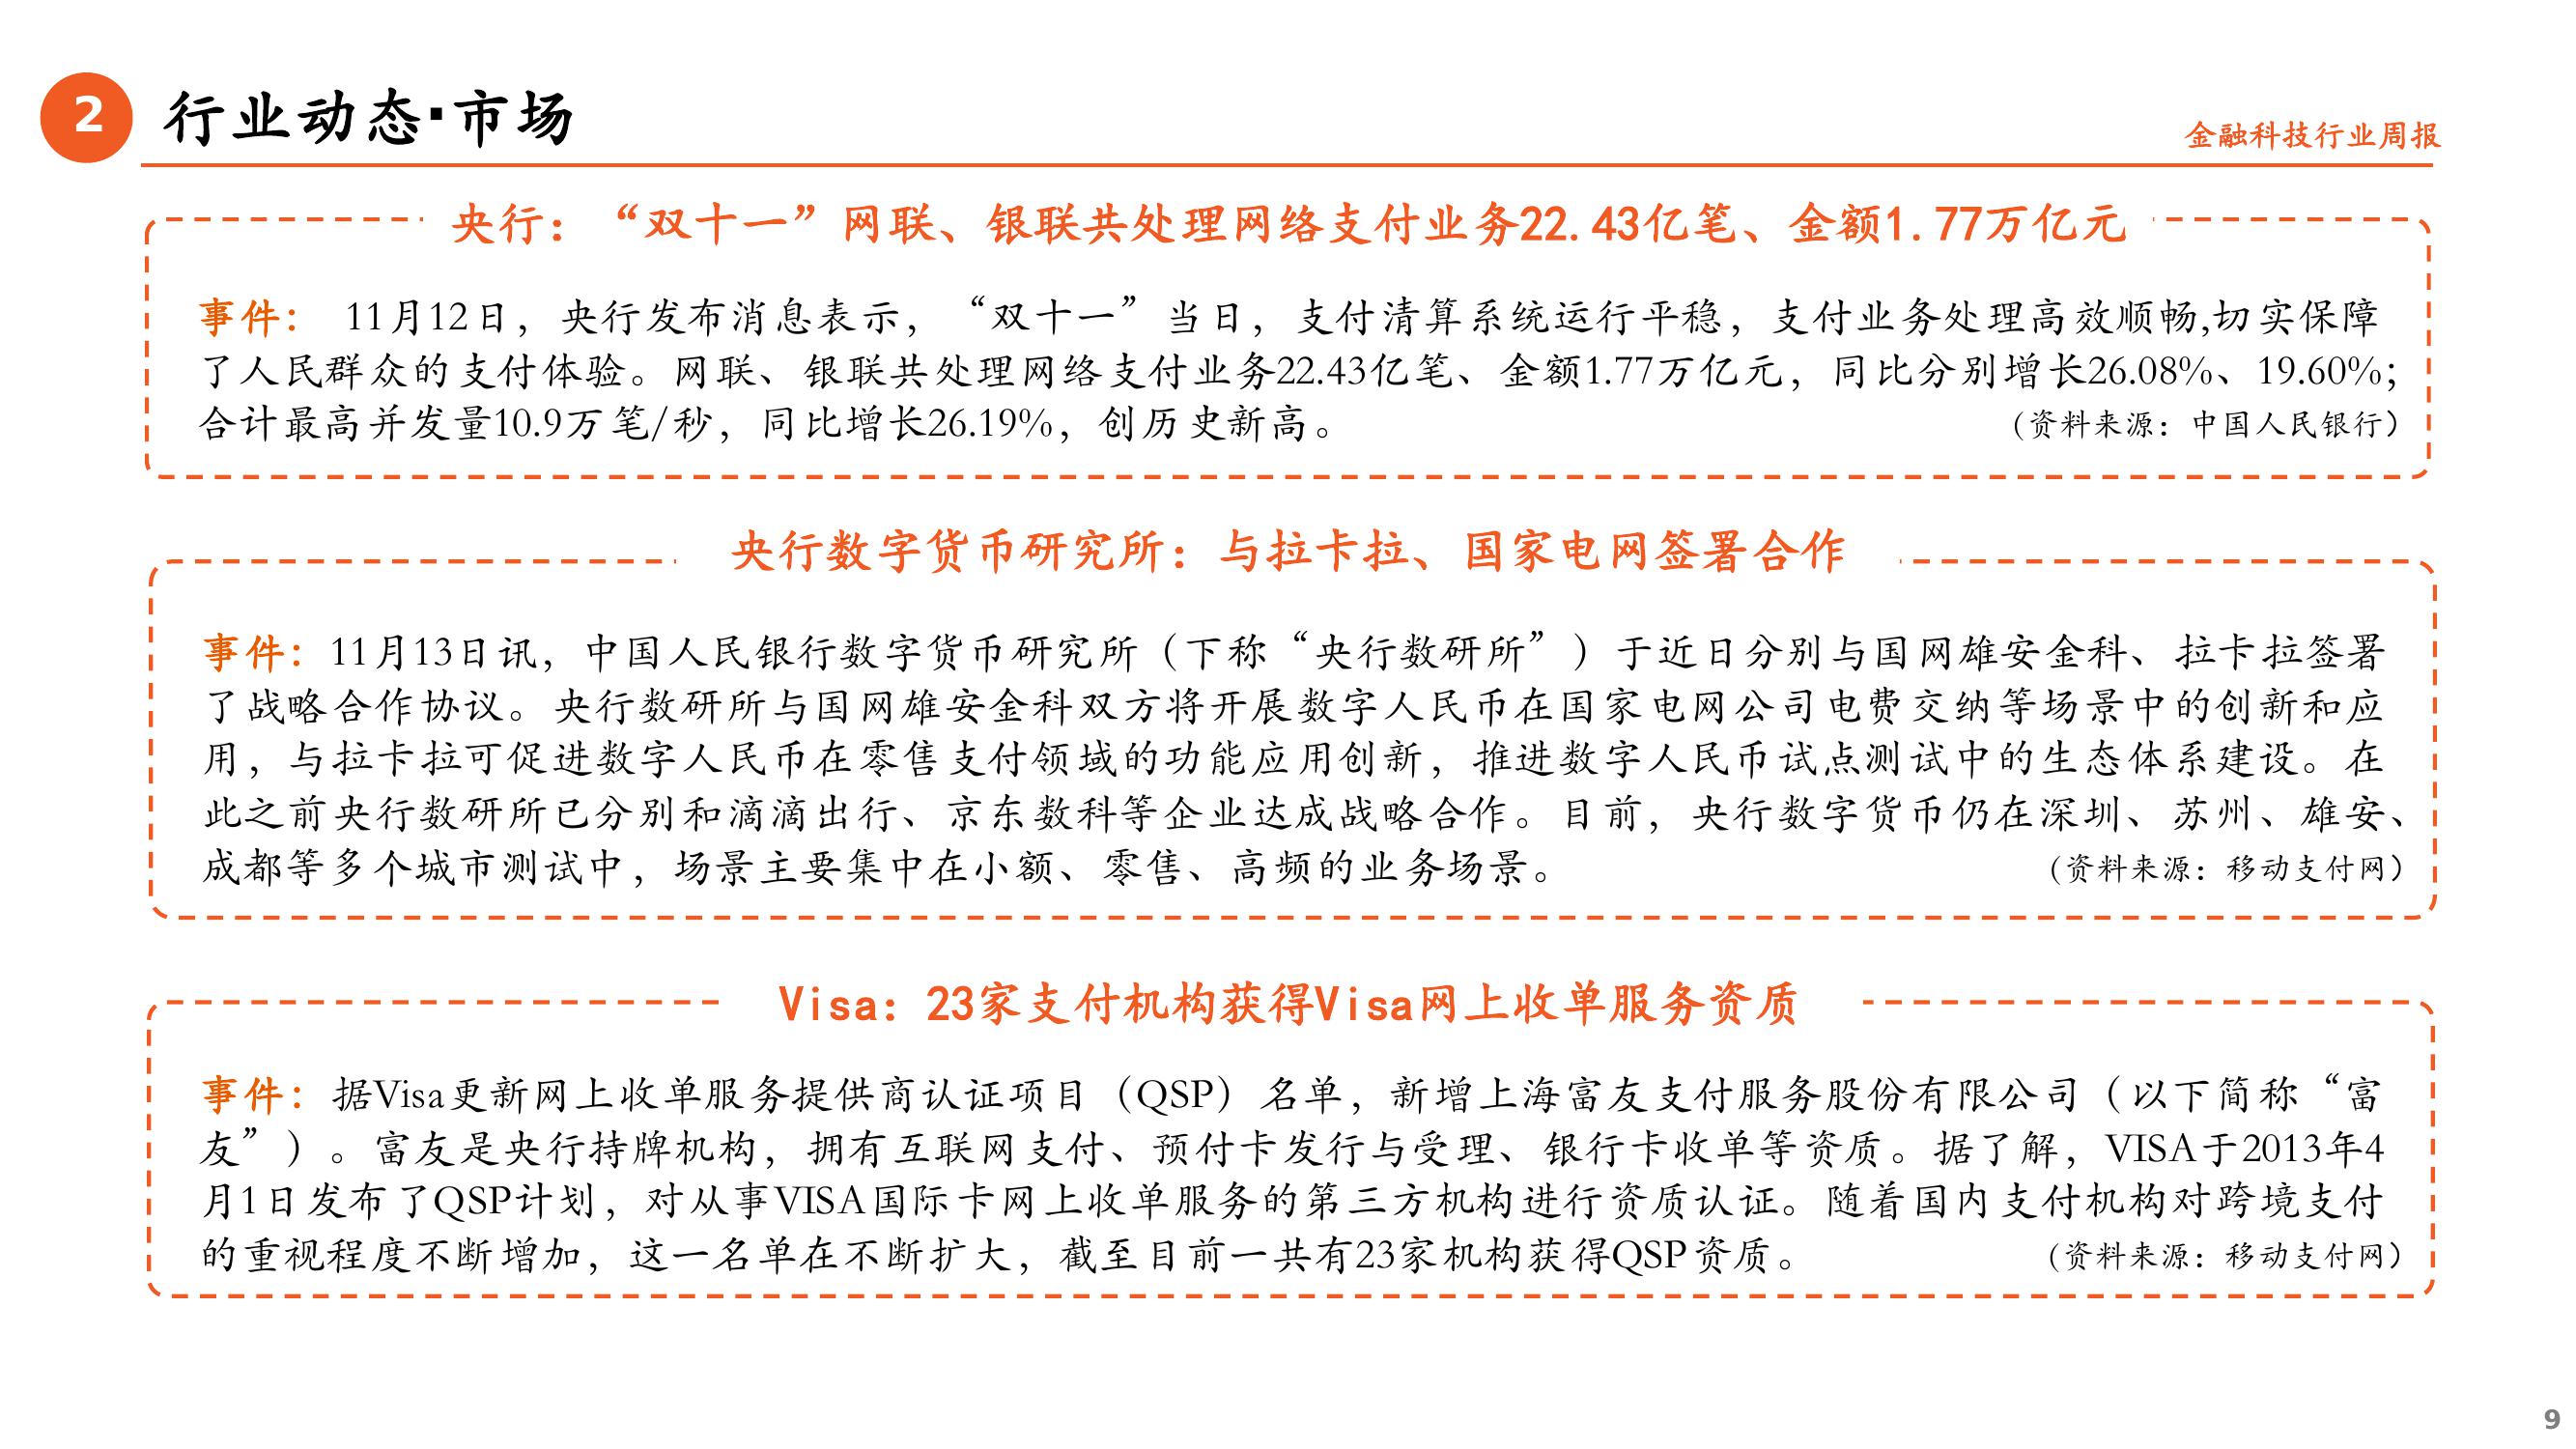 2
行业动态·市场
金融科技行业周报
央行：“双十一”网联、银联共处理网络支付业务22.43亿笔、金额1.77万亿元
事件： 11月12日，央行发布消息表示，“双十一”当日，支付清算系统运行平稳，支付业务处理高效顺畅,切实保障
了人民群众的支付体验。网联、银联共处理网络支付业务22.43亿笔、金额1.77万亿元，同比分别增长26.08%、19.60%；
合计最高并发量10.9万笔/秒，同比增长26.19%，创历史新高。
（资料来源：中国人民银行）
央行数字货币研究所：与拉卡拉、国家电网签署合作
事件：11月13日讯，中国人民银行数字货币研究所（下称“央行数研所”）于近日分别与国网雄安金科、拉卡拉签署
了战略合作协议。央行数研所与国网雄安金科双方将开展数字人民币在国家电网公司电费交纳等场景中的创新和应
用，与拉卡拉可促进数字人民币在零售支付领域的功能应用创新，推进数字人民币试点测试中的生态体系建设。在
此之前央行数研所已分别和滴滴出行、京东数科等企业达成战略合作。目前，央行数字货币仍在深圳、苏州、雄安、
成都等多个城市测试中，场景主要集中在小额、零售、高频的业务场景。
（资料来源：移动支付网）
Visa：23家支付机构获得Visa网上收单服务资质
事件：据Visa更新网上收单服务提供商认证项目（QSP）名单，新增上海富友支付服务股份有限公司（以下简称“富
友”）。富友是央行持牌机构，拥有互联网支付、预付卡发行与受理、银行卡收单等资质。据了解，VISA于2013年4
月1日发布了QSP计划，对从事VISA国际卡网上收单服务的第三方机构进行资质认证。随着国内支付机构对跨境支付
的重视程度不断增加，这一名单在不断扩大，截至目前一共有23家机构获得QSP资质。
（资料来源：移动支付网）
9